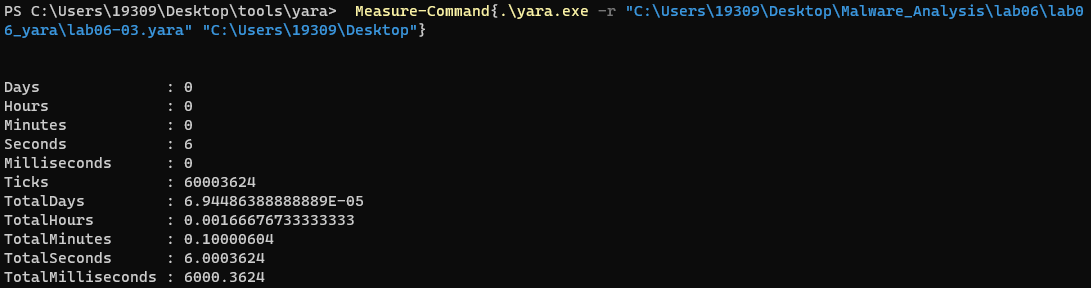 PS C:\Users\19309\Desktop\tools\yara>  Measure-Command{.\yara.exe -r "C:\Users\19309\Desktop\Malware_Analysis\lab06\lab0
6_yara\lab06-03.yara" "C:\Users\19309\Desktop"}
Days              : 0
Hours             : 0
Minutes           : 0
Seconds           : 6
Milliseconds      : 0
Ticks             : 60003624
TotalDays         : 6.94486388888889E-05
TotalHours        : 0.00166676733333333
TotalMinutes      : 0.10000604
TotalSeconds      : 6.0003624
TotalMilliseconds : 6000.3624